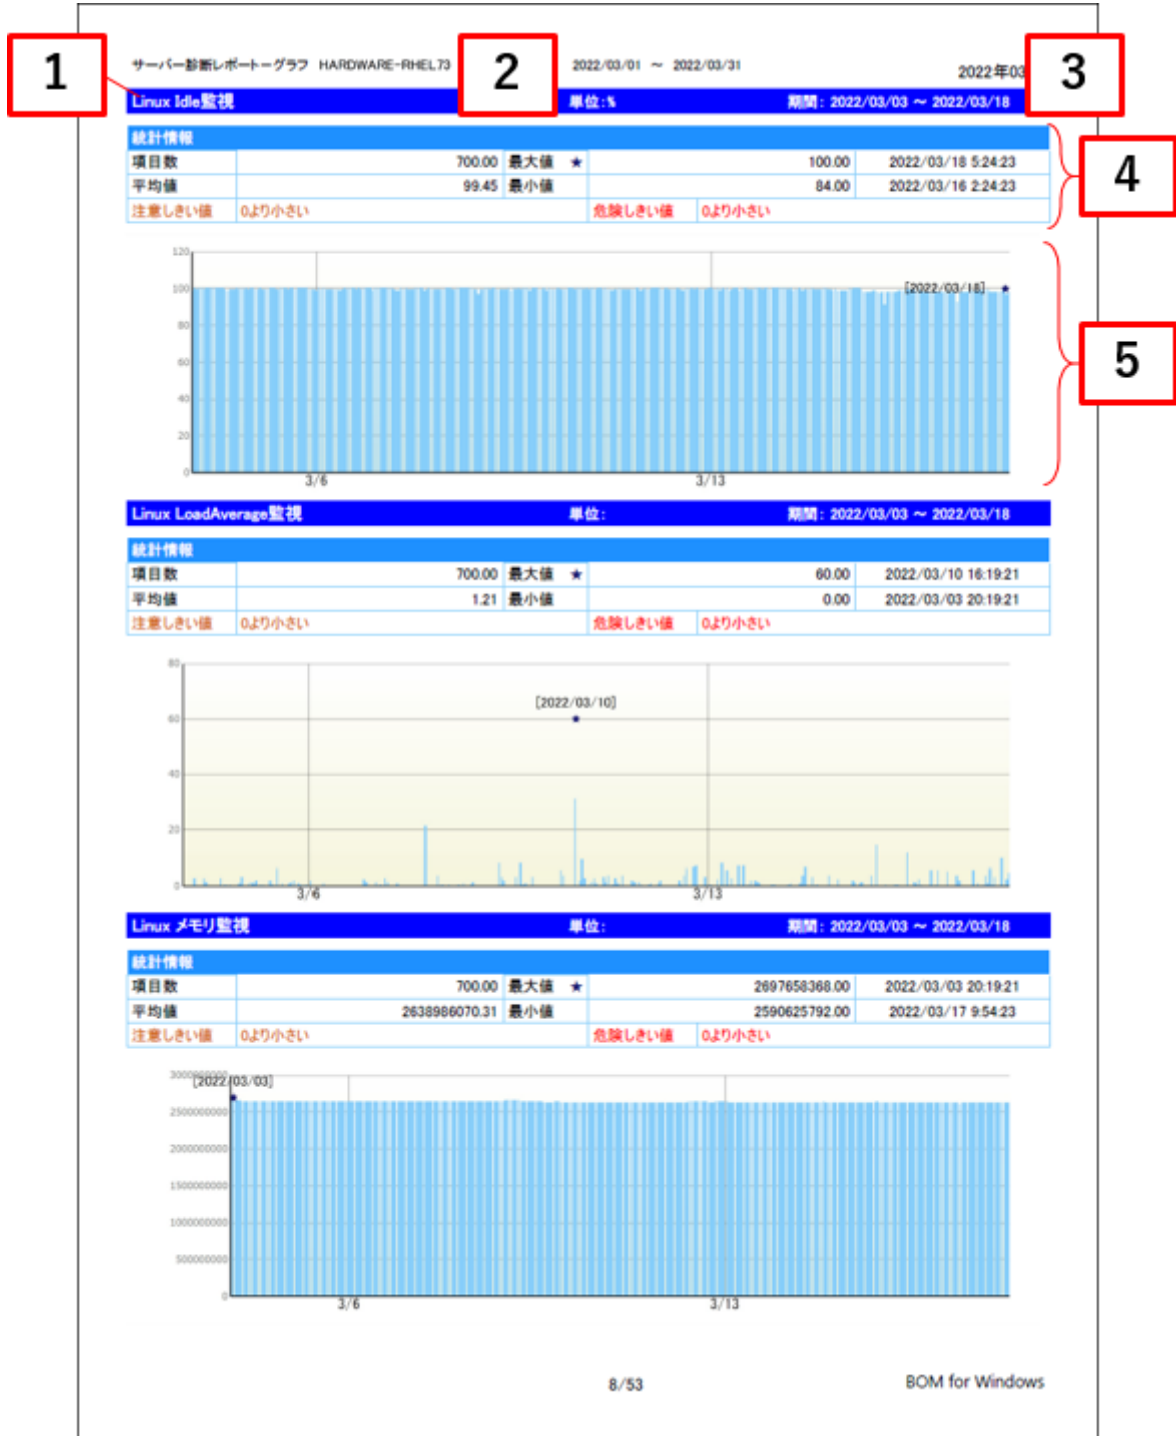 1
2
3
サーバー診断レポートーグラフ HARDWARE-RHEL73 2022/03/01 ～ 2022/03/31
2022年03
Linux Idle監視 単位:% 期間: 2022/03/03 ～ 2022/03/18
統計情報
項目数 700.00 最大値 ★ 100.00 2022/03/18 5:24:23
平均値 99.45 最小値 84.00 2022/03/16 2:24:23
注意しきい値 0より小さい 危険しきい値 0より小さい
4
120
100
80
60
40
20
0
[2022/03/18] ★
3/6 3/13
5
Linux LoadAverage監視 単位: 期間: 2022/03/03 ～ 2022/03/18
統計情報
項目数 700.00 最大値 ★ 60.00 2022/03/10 16:19:21
平均値 1.21 最小値 0.00 2022/03/03 20:19:21
注意しきい値 0より小さい 危険しきい値 0より小さい
80
60
40
20
0
[2022/03/10]
3/6 3/13
Linux メモリ監視 単位: 期間: 2022/03/03 ～ 2022/03/18
統計情報
項目数 700.00 最大値 ★ 2697658368.00 2022/03/03 20:19:21
平均値 2638986070.31 最小値 2590625792.00 2022/03/17 9:54:23
注意しきい値 0より小さい 危険しきい値 0より小さい
3000000000
[2022/03/03]
2500000000
2000000000
1500000000
1000000000
500000000
0
3/6 3/13
8/53
BOM for Windows